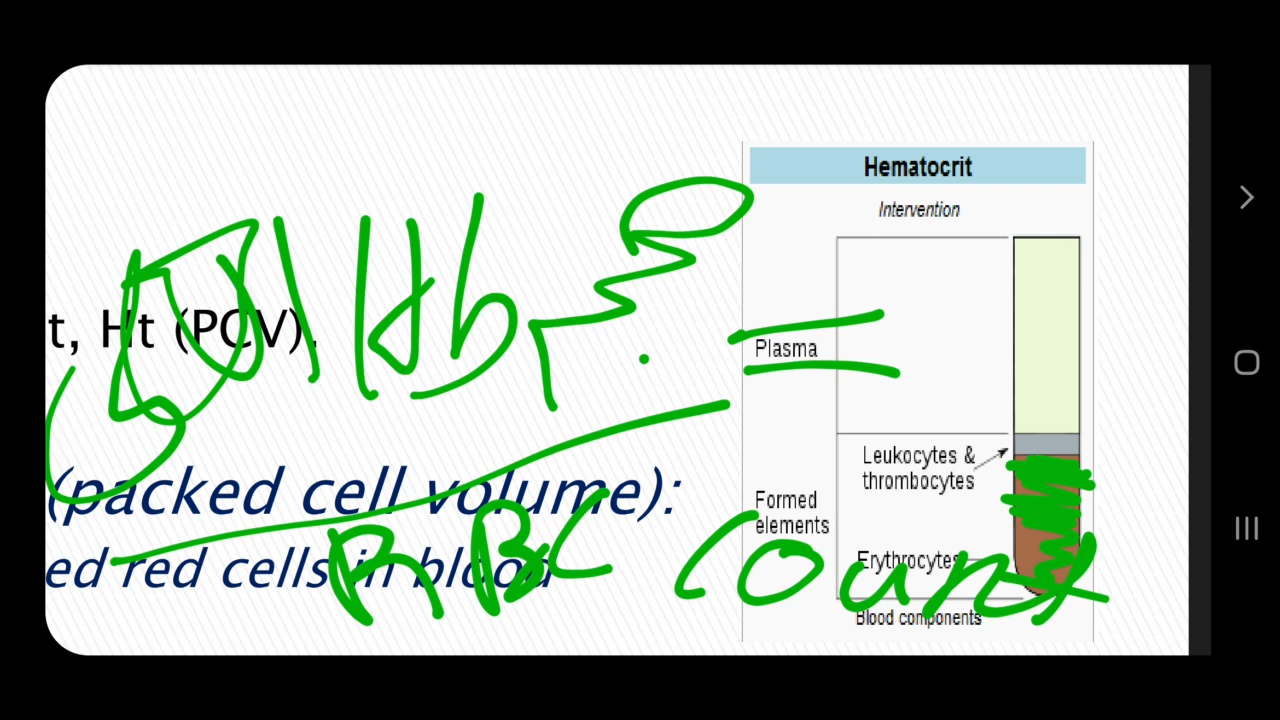 Hematocrit
Intervention
t, Ht (PCV).
Hb
Plasma
Leukocytes &
thrombocytes
(packed cell volume):
Formed
elements
RBC count
ed red cells in blood
Erythrocytes
Blood components